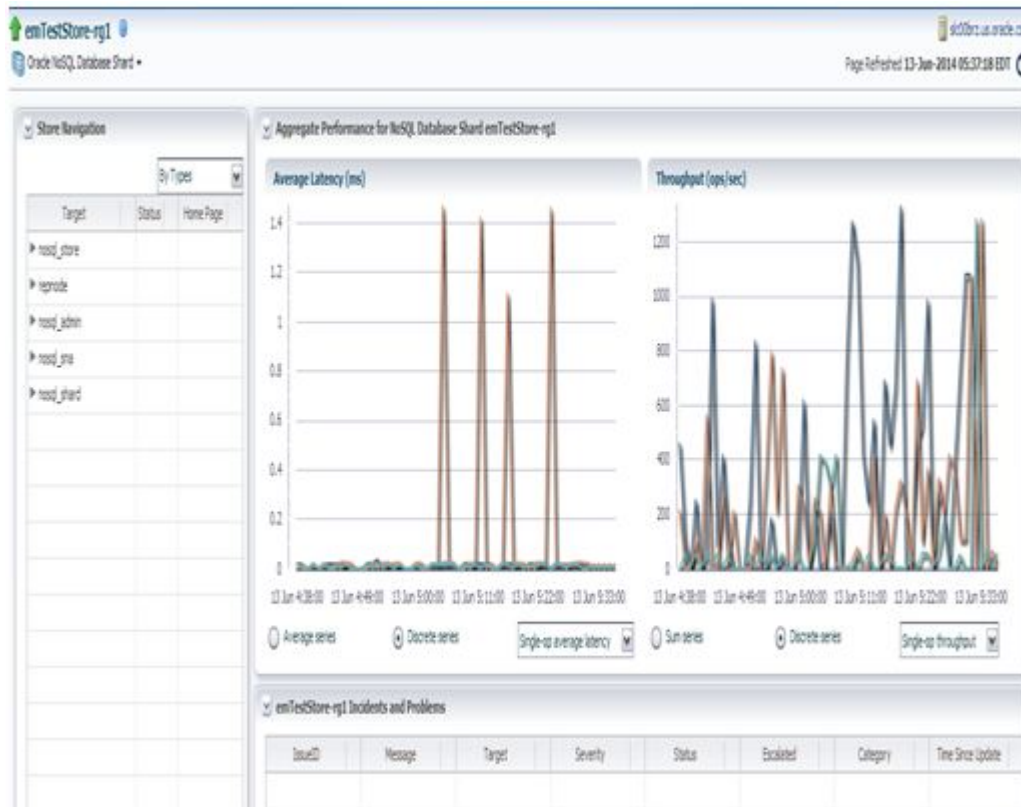 emTestStore-rg1
Oracle NoSQL Database Shard
Page Refreshed 13-Jun-2014 05:37:18 EDT
Store Navigation
By Types
Target Status Home Page
nosql_store
repnode
nosql_admin
nosql_sna
nosql_shard
Aggregate Performance for NoSQL Database Shard emTestStore-rg1
Average Latency (ms)
1.4
1.2
1
0.8
0.6
0.4
0.2
0
13 Jun 4:38:00 13 Jun 4:49:00 13 Jun 5:00:00 13 Jun 5:11:00 13 Jun 5:22:00 13 Jun 5:33:00
Average series Discrete series Single-op average latency
Throughput (ops/sec)
1200
1000
800
600
400
200
0
13 Jun 4:38:00 13 Jun 4:49:00 13 Jun 5:00:00 13 Jun 5:11:00 13 Jun 5:22:00 13 Jun 5:33:00
Sum series Discrete series Single-op throughput
emTestStore-rg1 Incidents and Problems
IssueID Message Target Severity Status Escalated Category Time Since Update